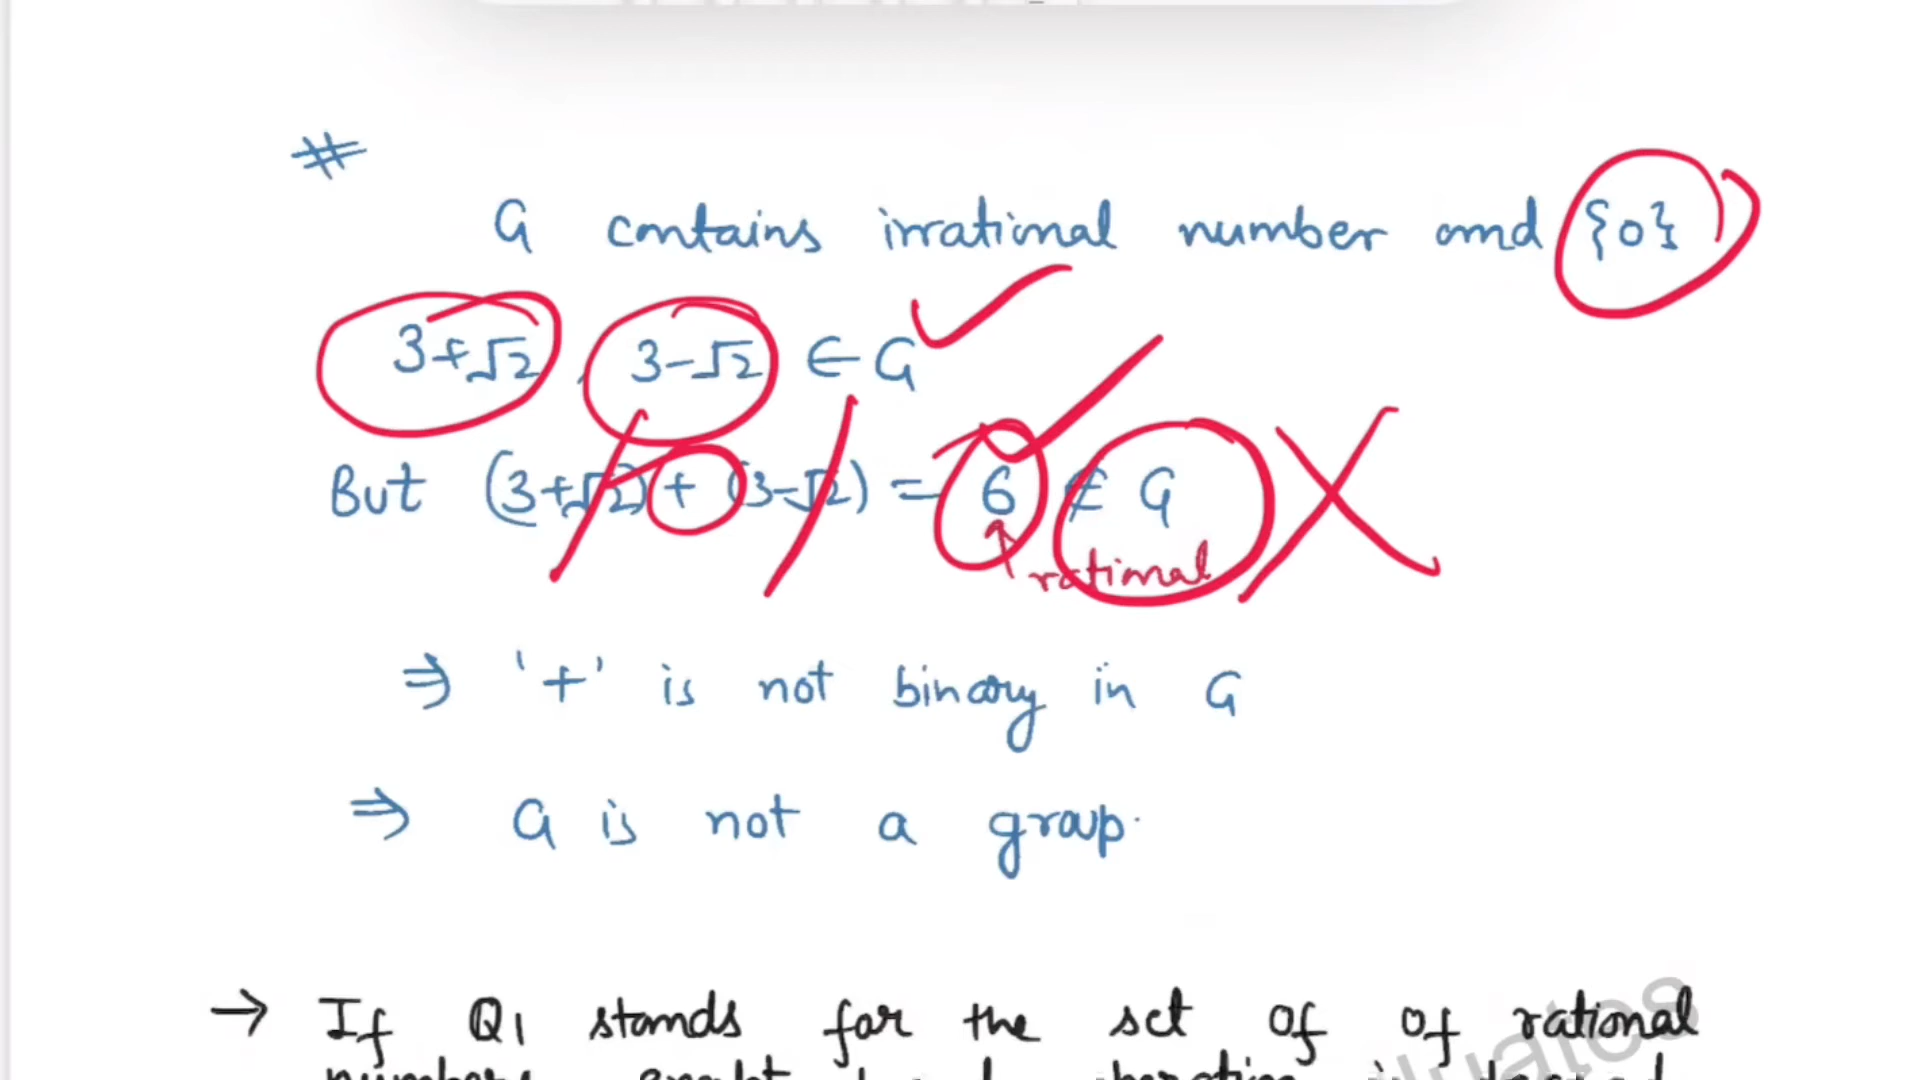 #
G contains irrational number and {0}
3+√2, 3-√2 ∈ G
But (3+√2) + (3-√2) = 6 ∉ G
rational
⇒ '+' is not binary in G
⇒ G is not a group.
→ If Q1 stands for the set of of rational
numbers